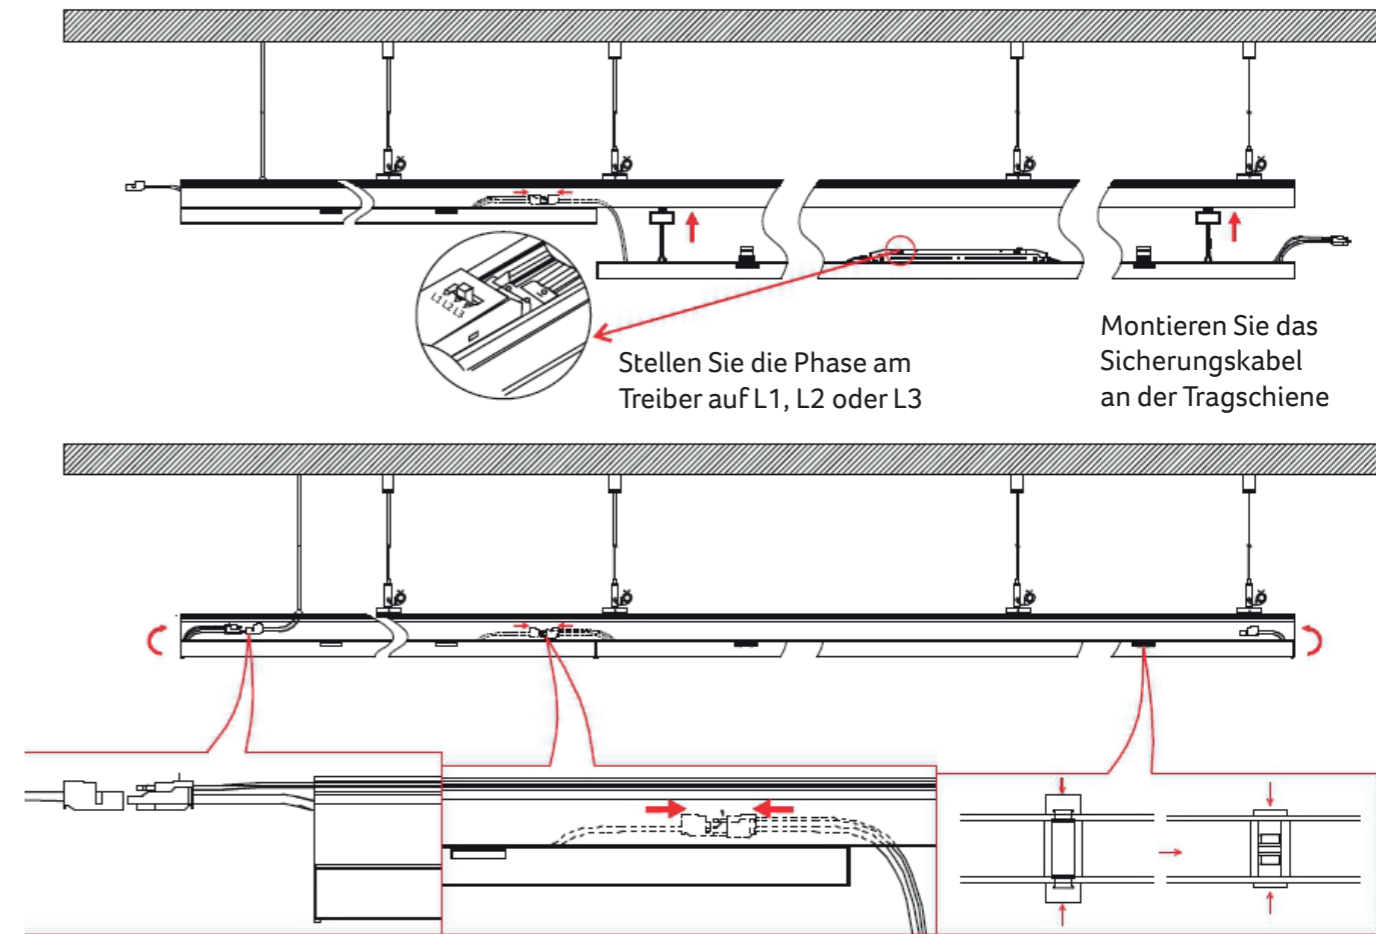 L1 L2 L3
Stellen Sie die Phase am
Treiber auf L1, L2 oder L3
Montieren Sie das
Sicherungskabel
an der Tragschiene